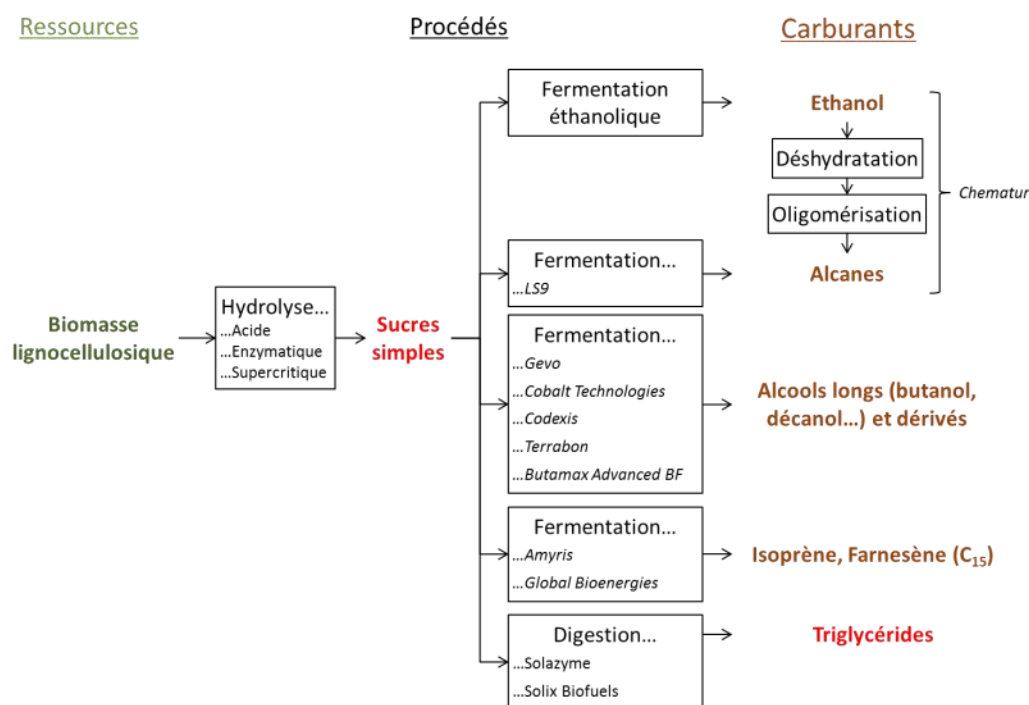 Ressources
Procédés
Carburants
Fermentation
éthanolique
Ethanol
Déshydratation
Oligomérisation
Alcanes
Chematur
Fermentation...
...LS9
Biomasse
lignocellulosique
Hydrolyse...
...Acide
...Enzymatique
...Supercritique
Sucres
simples
Fermentation...
...Gevo
...Cobalt Technologies
...Codexis
...Terrabon
...Butamax Advanced BF
Alcools longs (butanol,
décanol...) et dérivés
Fermentation...
...Amyris
...Global Bioenergies
Isoprène, Farnesène (C₁₅)
Digestion...
...Solazyme
...Solix Biofuels
Triglycérides